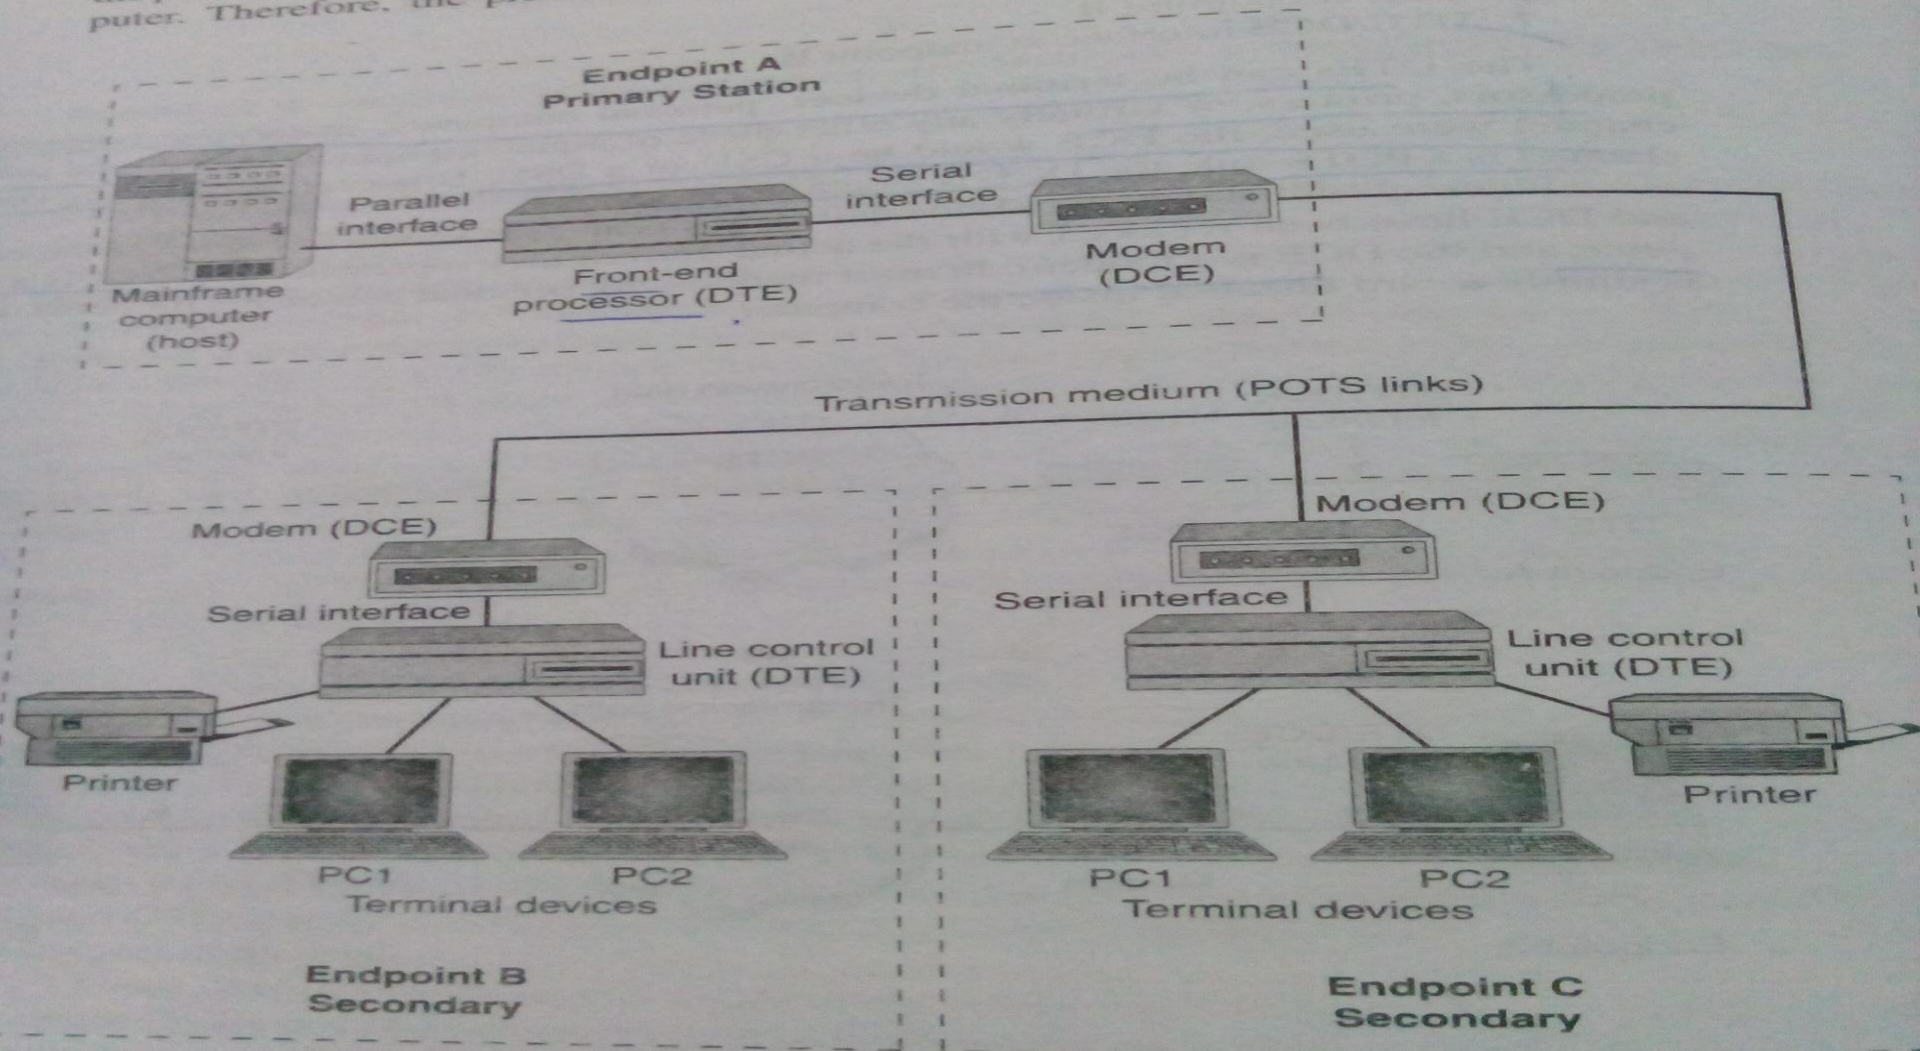 puter. Therefore, the
Endpoint A
Primary Station
Parallel
interface
Serial
interface
Mainframe
computer
(host)
Front-end
processor (DTE)
Modem
(DCE)
Transmission medium (POTS links)
Modem (DCE)
Serial interface
Line control
unit (DTE)
Printer
PC1
PC2
Terminal devices
Endpoint B
Secondary
Modem (DCE)
Serial interface
Line control
unit (DTE)
Printer
PC1
PC2
Terminal devices
Endpoint C
Secondary